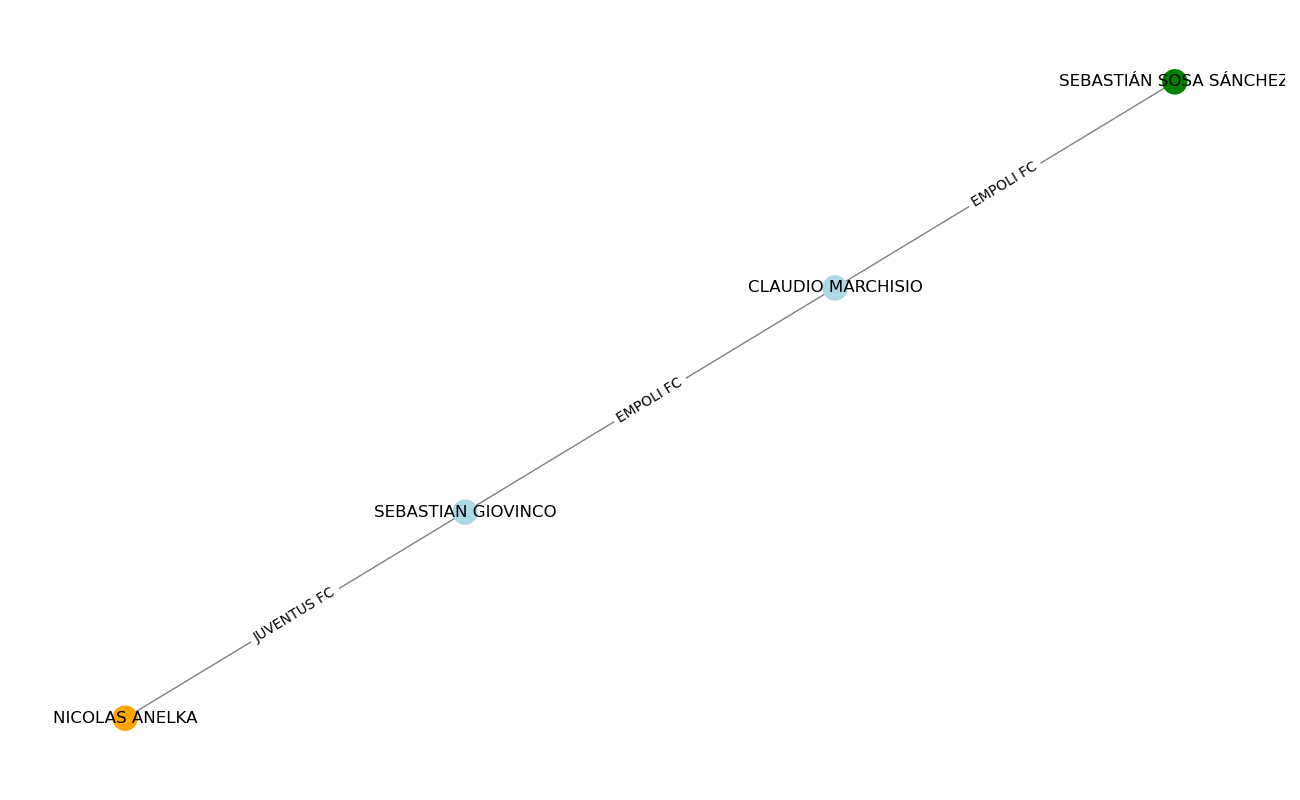 SEBASTIÁN SOSA SÁNCHEZ
EMPOLI FC
CLAUDIO MARCHISIO
EMPOLI FC
SEBASTIAN GIOVINCO
JUVENTUS FC
NICOLAS ANELKA